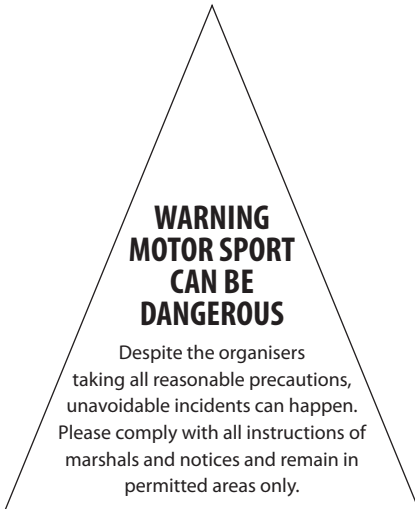 WARNING
MOTOR SPORT
CAN BE
DANGEROUS
Despite the organisers
taking all reasonable precautions,
unavoidable incidents can happen.
Please comply with all instructions of
marshals and notices and remain in
permitted areas only.